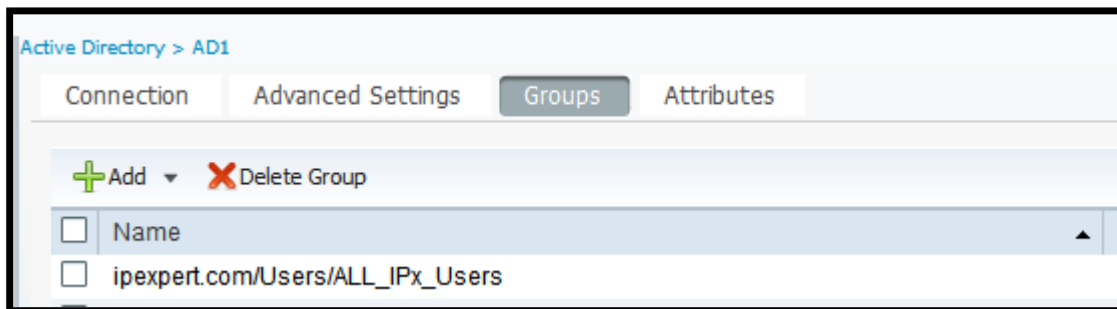 Active Directory > AD1
Connection Advanced Settings Groups Attributes
Add Delete Group
Name
ipexpert.com/Users/ALL_IPx_Users